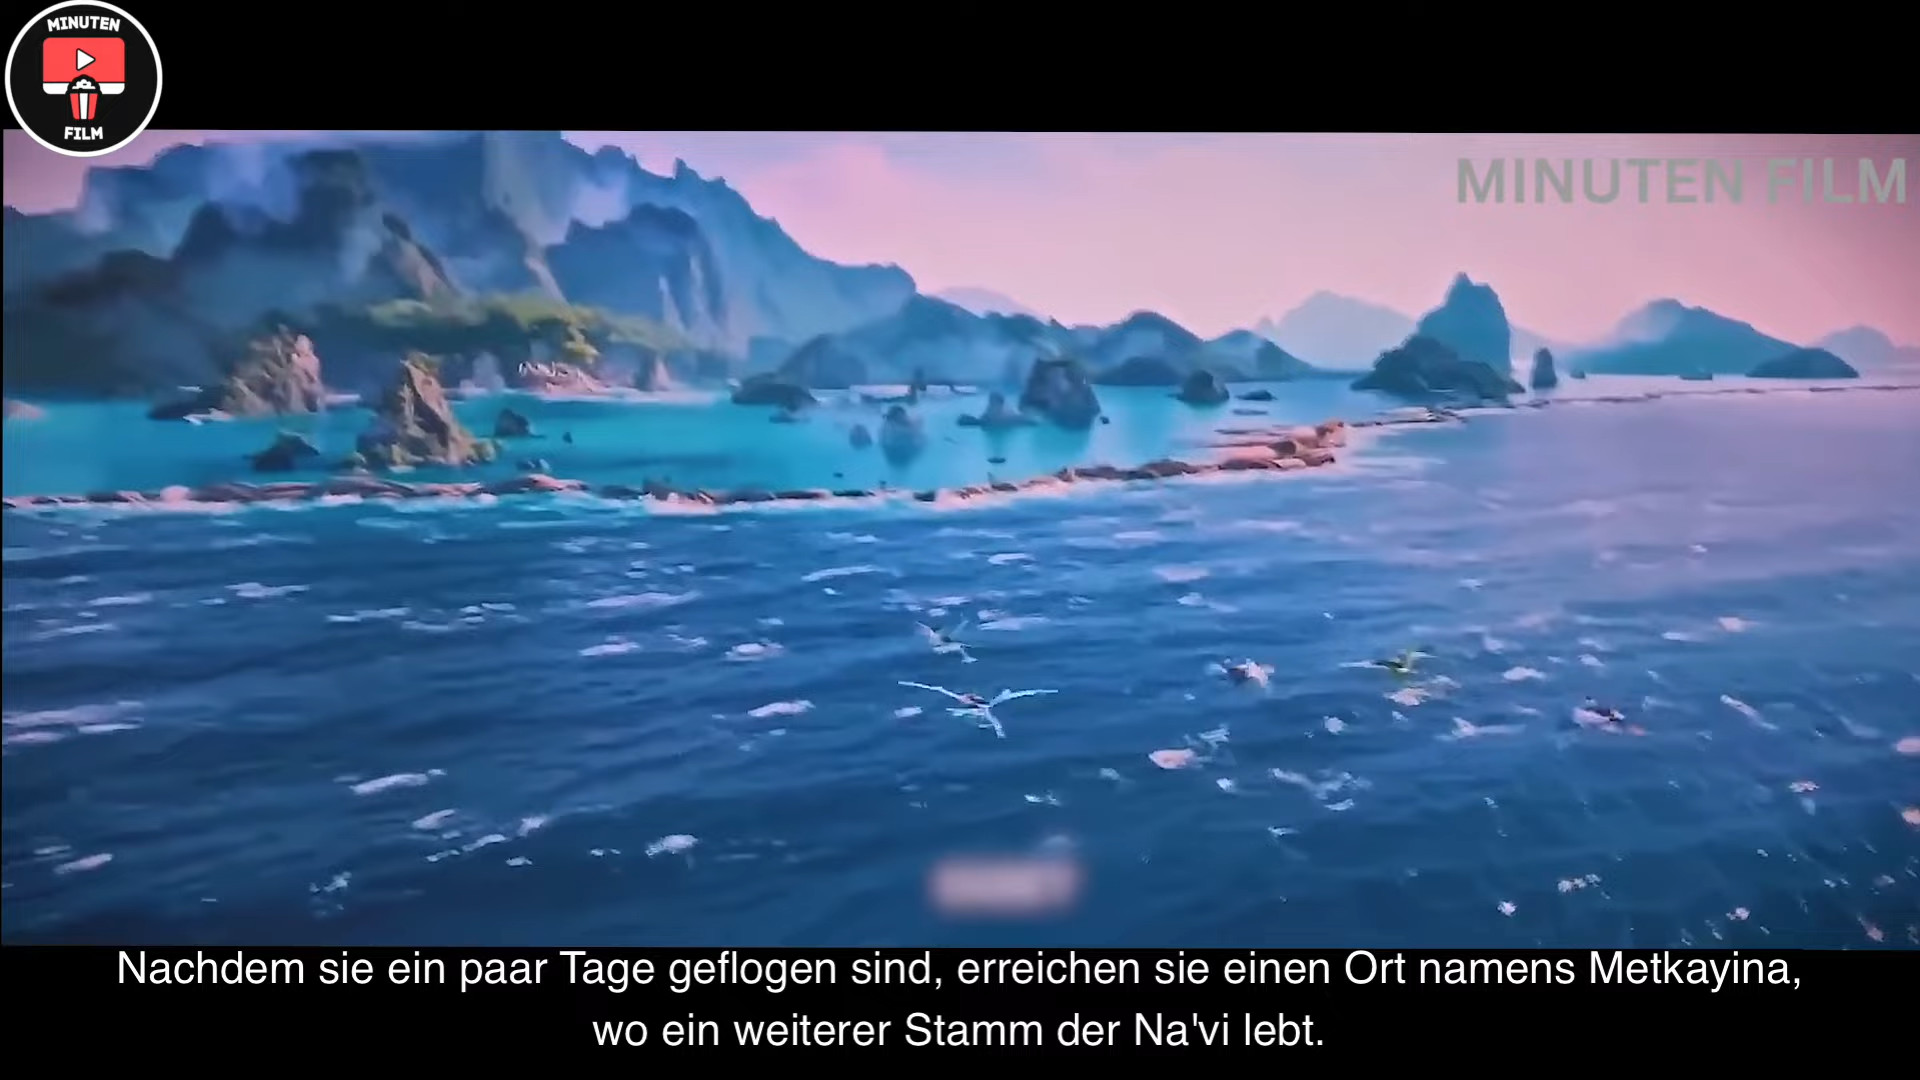 MINUTEN
FILM
MINUTEN FILM
Nachdem sie ein paar Tage geflogen sind, erreichen sie einen Ort namens Metkayina,
wo ein weiterer Stamm der Na'vi lebt.